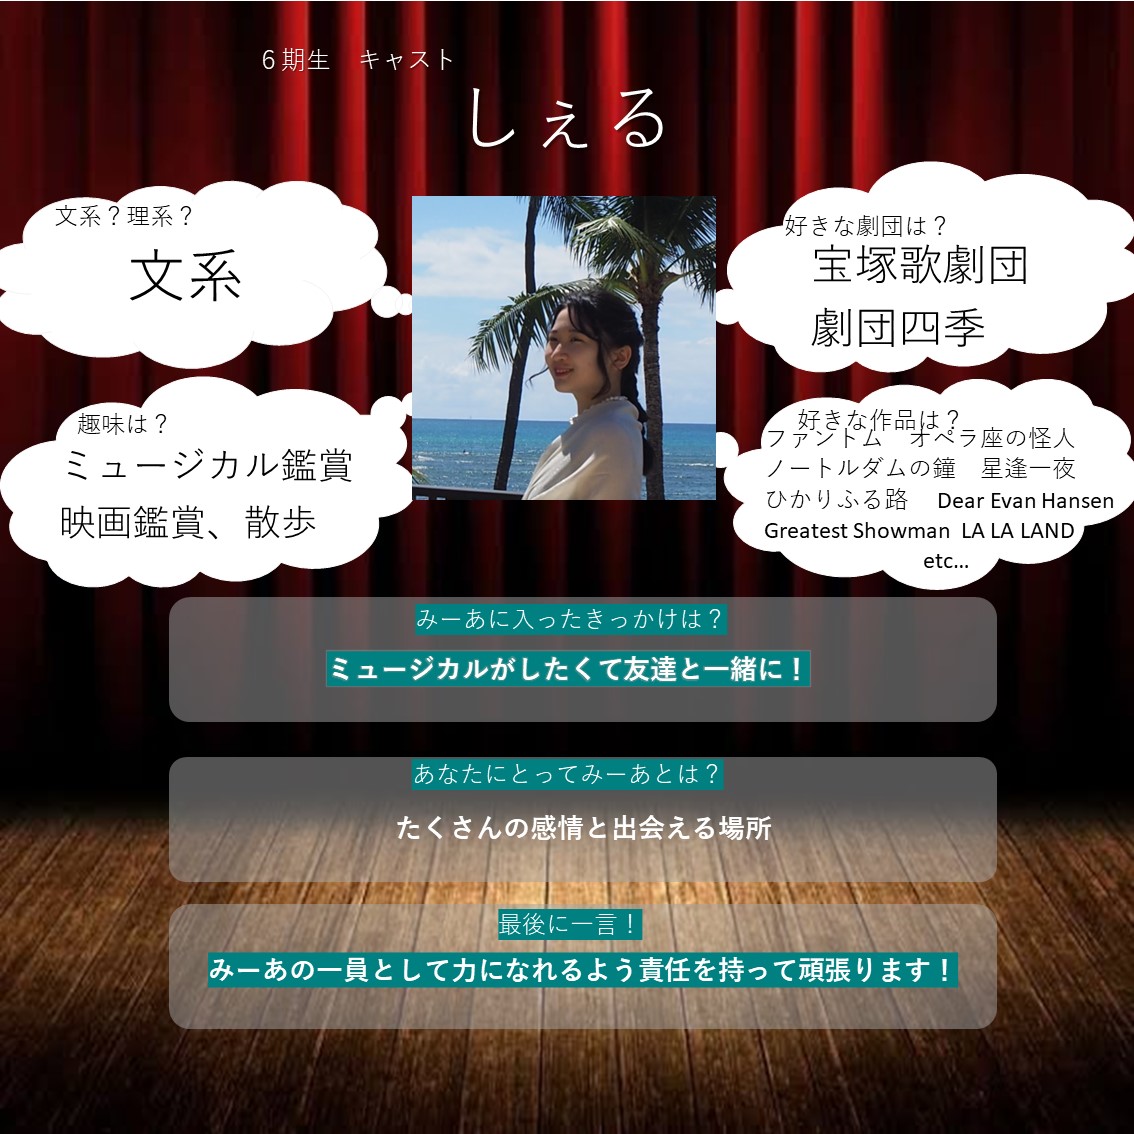 ６期生　キャスト
しぇる
文系？理系？
文系
好きな劇団は？
宝塚歌劇団
劇団四季
趣味は？
ミュージカル鑑賞
映画鑑賞、散歩
好きな作品は？
ファントム　オペラ座の怪人
ノートルダムの鐘　星逢一夜
ひかりふる路　Dear Evan Hansen
Greatest Showman LA LA LAND
etc…
みーあに入ったきっかけは？
ミュージカルがしたくて友達と一緒に！
あなたにとってみーあとは？
たくさんの感情と出会える場所
最後に一言！
みーあの一員として力になれるよう責任を持って頑張ります！